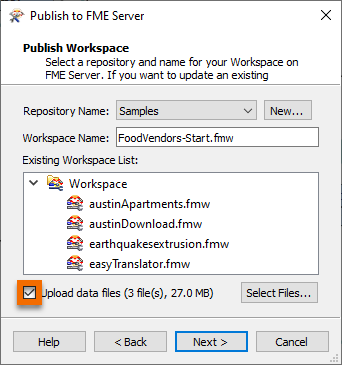 Publish to FME Server
Publish Workspace
Select a repository and name for your Workspace on
FME Server. If you want to update an existing
Repository Name: Samples New...
Workspace Name: FoodVendors-Start.fmw
Existing Workspace List:
Workspace
austinApartments.fmw
austinDownload.fmw
earthquakesextrusion.fmw
easyTranslator.fmw
Upload data files (3 file(s), 27.0 MB) Select Files...
Help < Back Next > Cancel